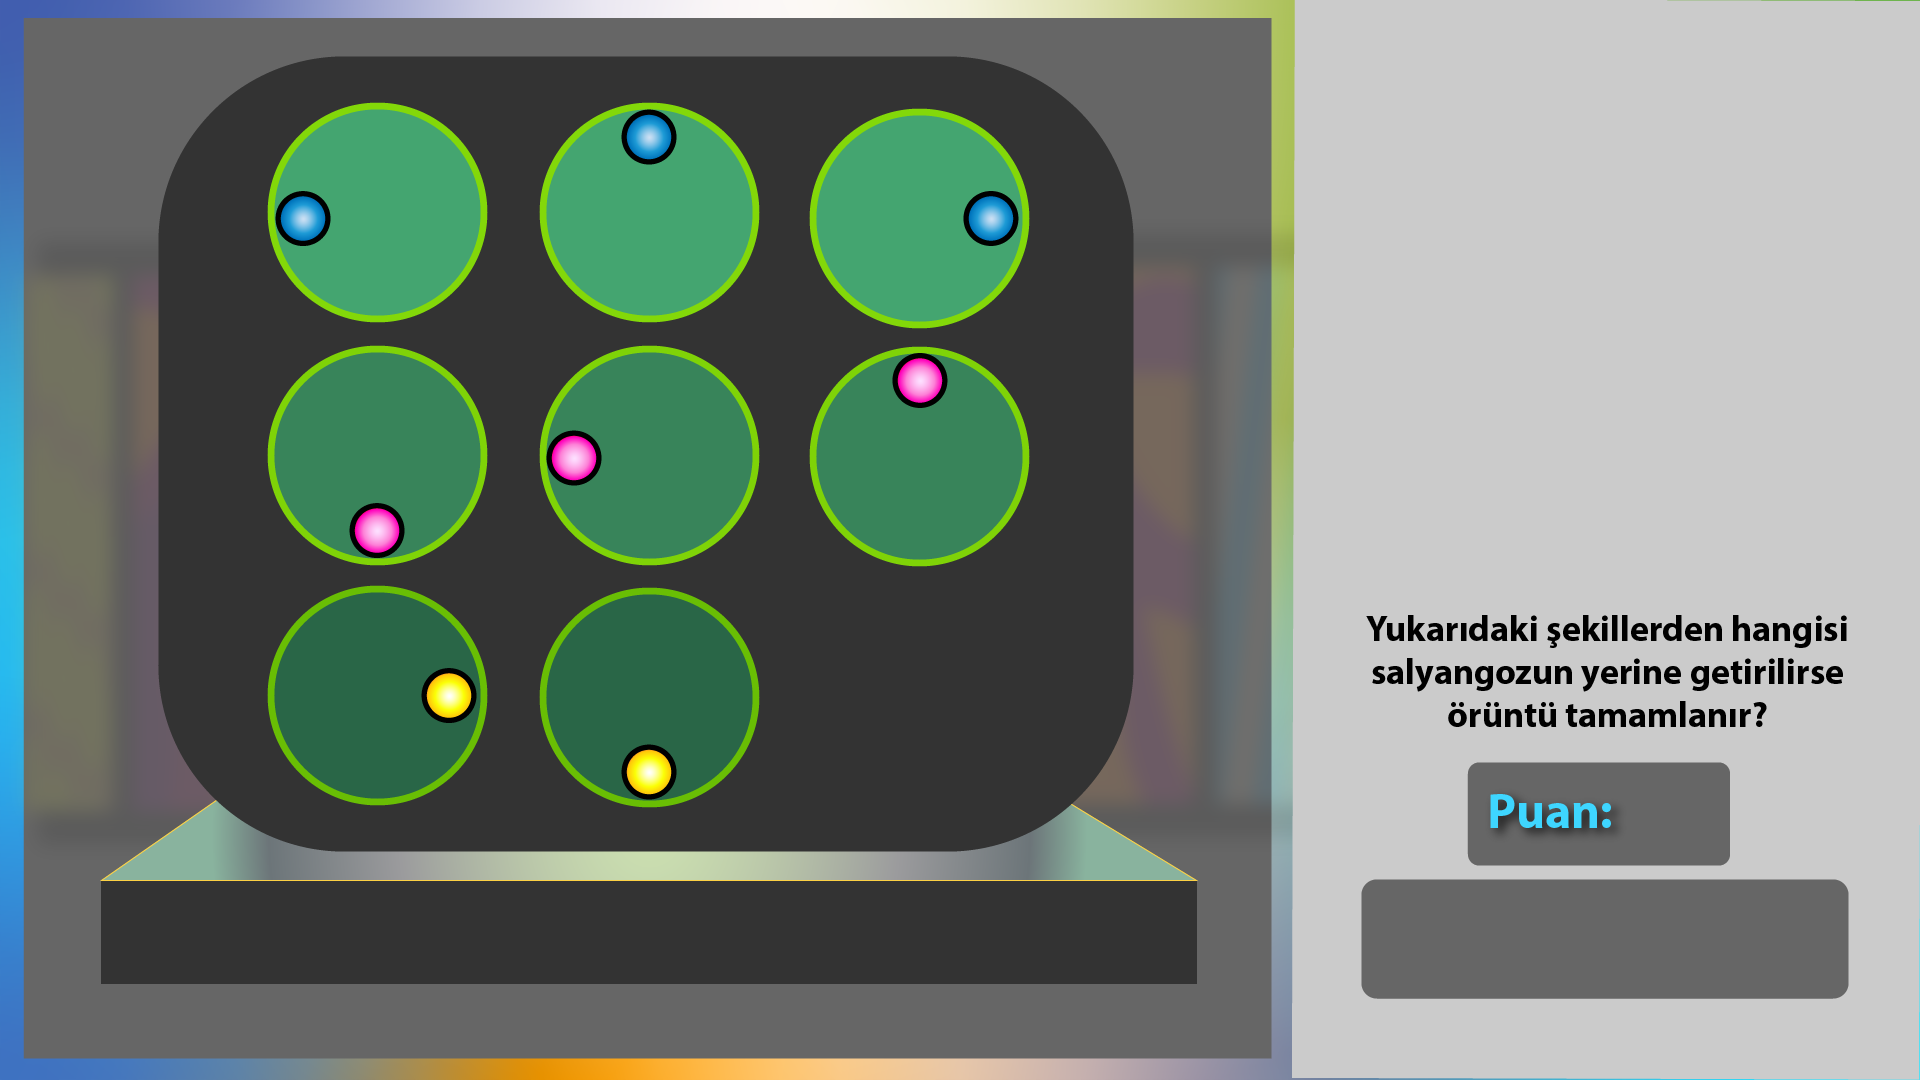 Yukarıdaki şekillerden hangisi
salyangozun yerine getirilirse
örüntü tamamlanır?
Puan: